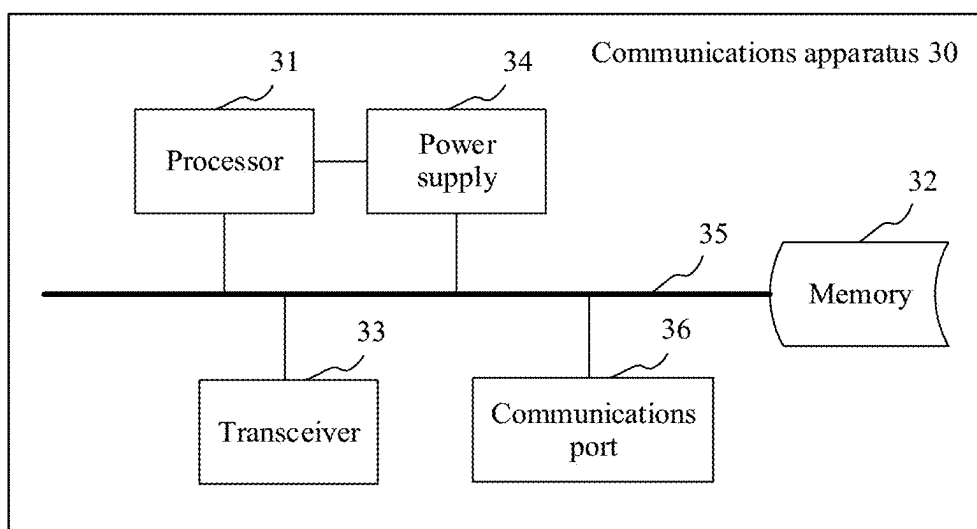 Communications apparatus 30
31
34
Processor
Power
supply
32
35
Memory
33
36
Transceiver
Communications
port